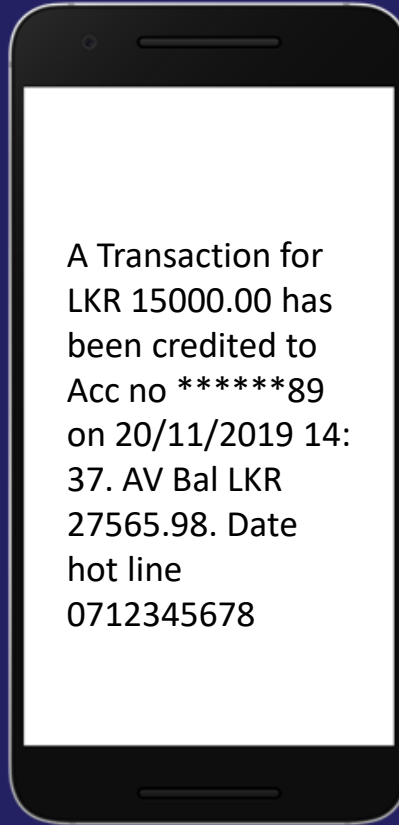 A Transaction for
LKR 15000.00 has
been credited to
Acc no ******89
on 20/11/2019 14:
37. AV Bal LKR
27565.98. Date
hot line
0712345678